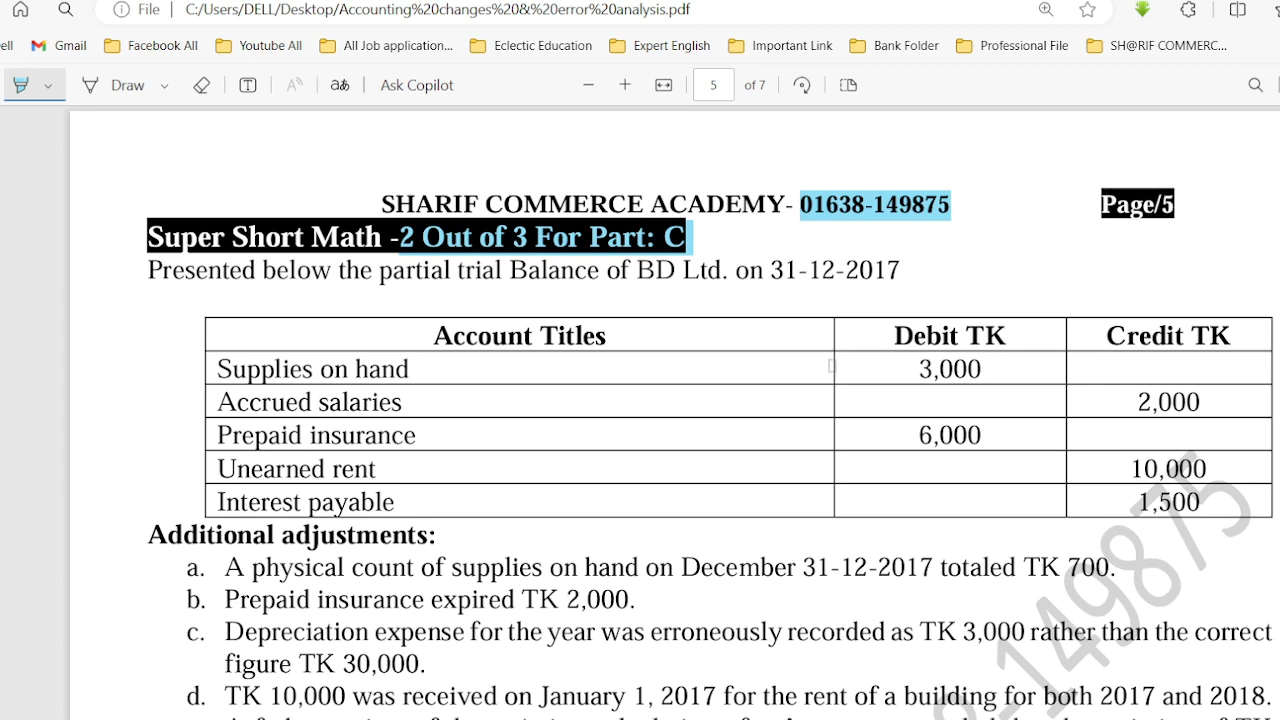 File | C:/Users/DELL/Desktop/Accounting%20changes%20&%20error%20analysis.pdf
ell Gmail Facebook All Youtube All All Job application... Eclectic Education Expert English Important Link Bank Folder Professional File SH@RIF COMMERC...
Draw Ask Copilot 5 of 7
SHARIF COMMERCE ACADEMY- 01638-149875 Page/5
Super Short Math -2 Out of 3 For Part: C
Presented below the partial trial Balance of BD Ltd. on 31-12-2017
Account Titles Debit TK Credit TK
Supplies on hand 3,000
Accrued salaries 2,000
Prepaid insurance 6,000
Unearned rent 10,000
Interest payable 1,500
Additional adjustments:
a. A physical count of supplies on hand on December 31-12-2017 totaled TK 700.
b. Prepaid insurance expired TK 2,000.
c. Depreciation expense for the year was erroneously recorded as TK 3,000 rather than the correct
figure TK 30,000.
d. TK 10,000 was received on January 1, 2017 for the rent of a building for both 2017 and 2018.
8-149875